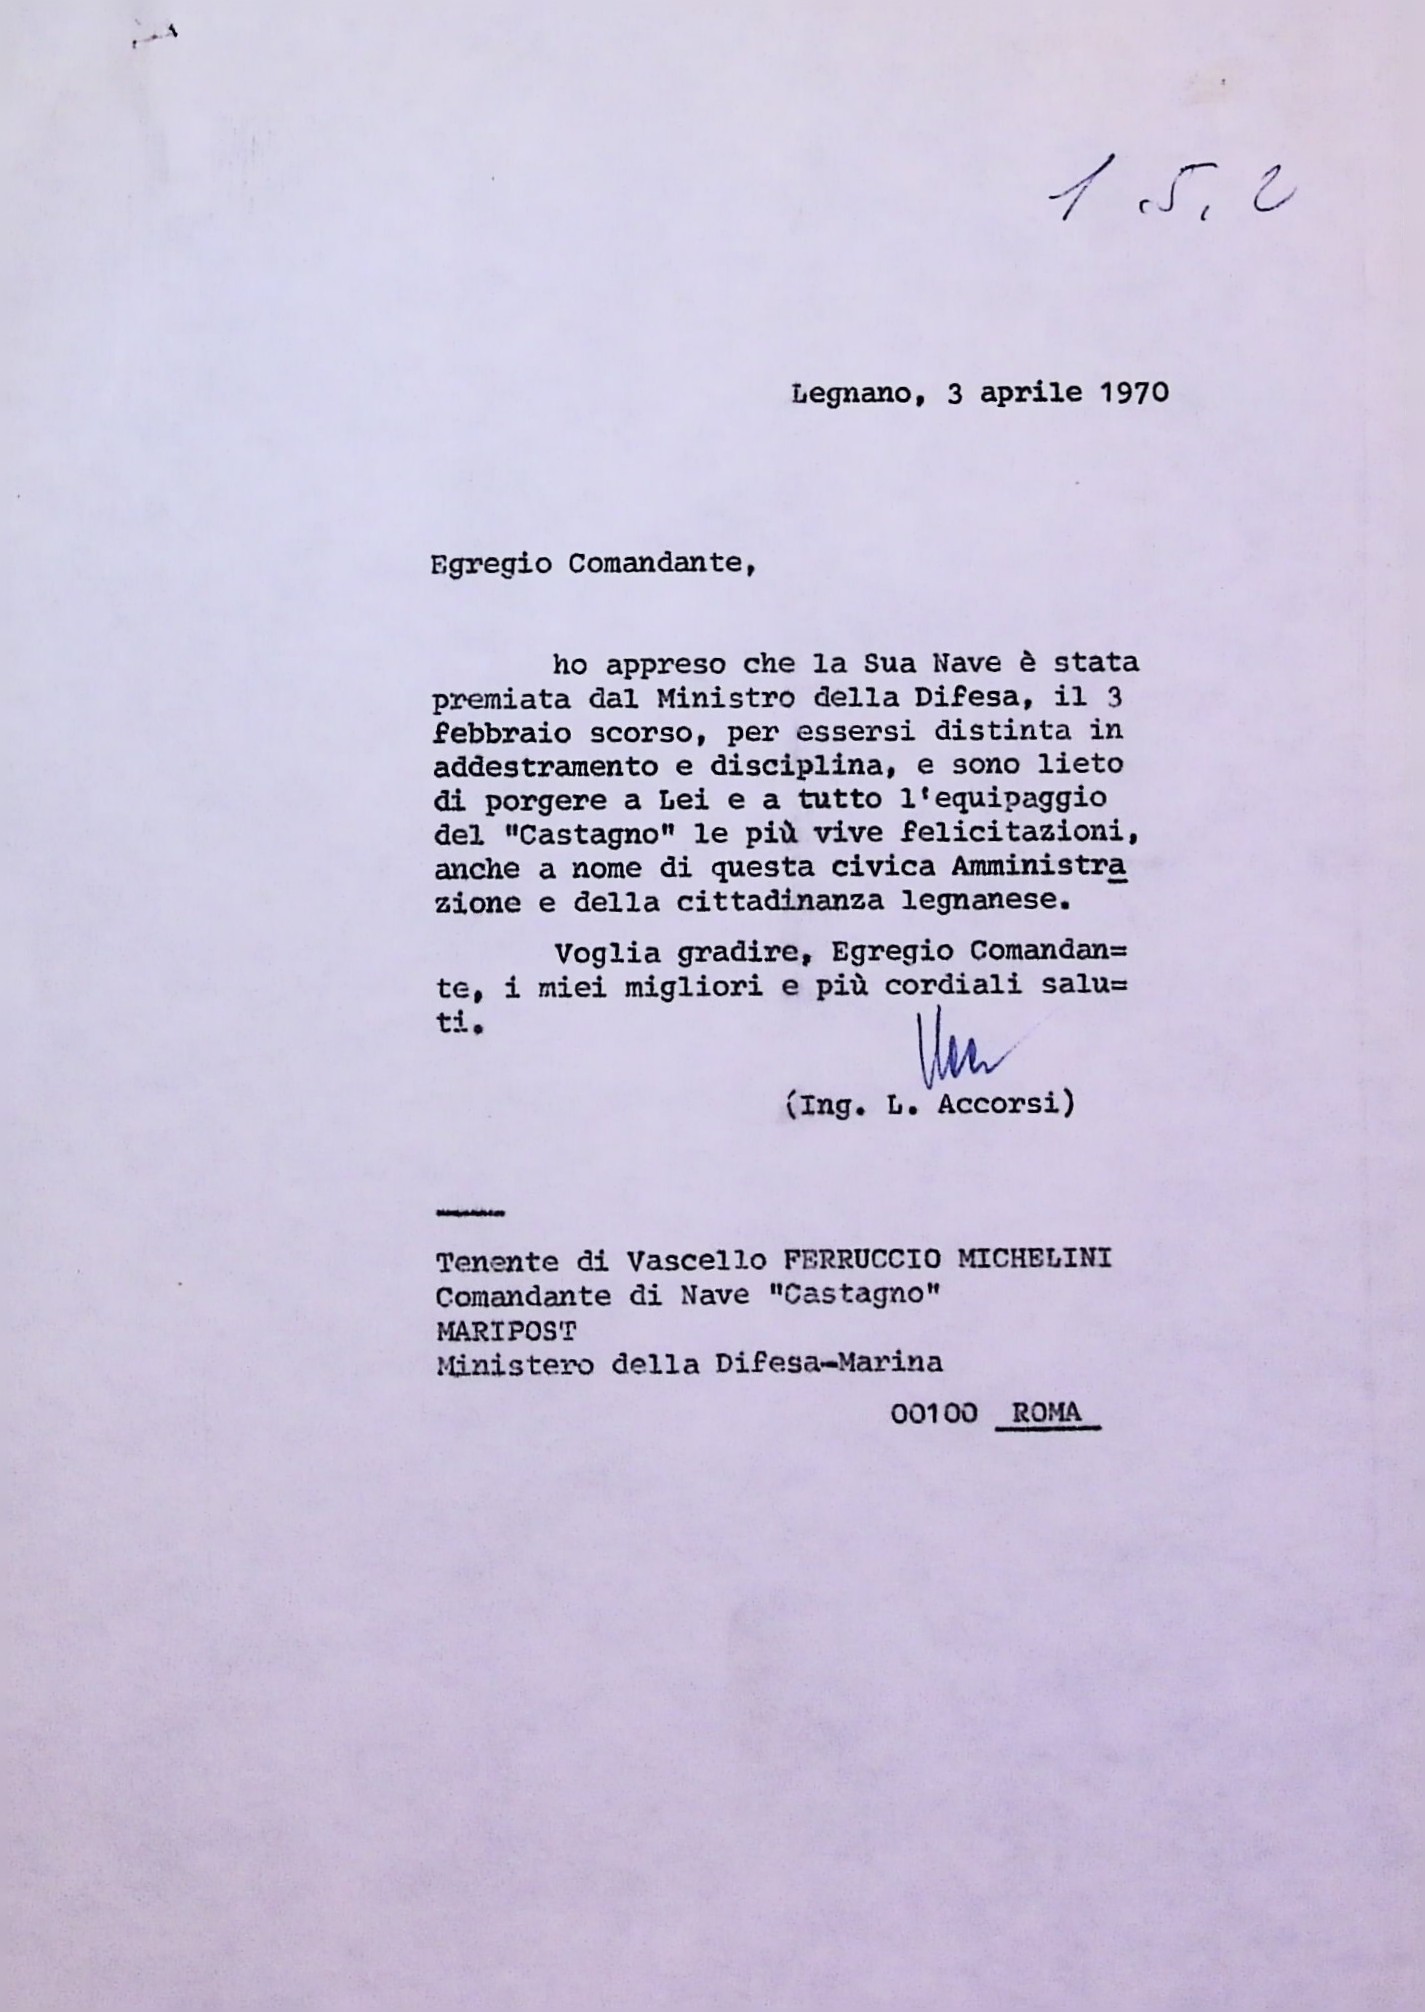 1.5.2
Legnano, 3 aprile 1970
Egregio Comandante,
ho appreso che la Sua Nave è stata
premiata dal Ministro della Difesa, il 3
febbraio scorso, per essersi distinta in
addestramento e disciplina, e sono lieto
di porgere a Lei e a tutto l'equipaggio
del "Castagno" le più vive felicitazioni,
anche a nome di questa civica Amministra
zione e della cittadinanza legnanese.
Voglia gradire, Egregio Comandan=
te, i miei migliori e più cordiali salu=
ti.
(Ing. L. Accorsi)
Tenente di Vascello FERRUCCIO MICHELINI
Comandante di Nave "Castagno"
MARIPOST
Ministero della Difesa-Marina
00100 ROMA